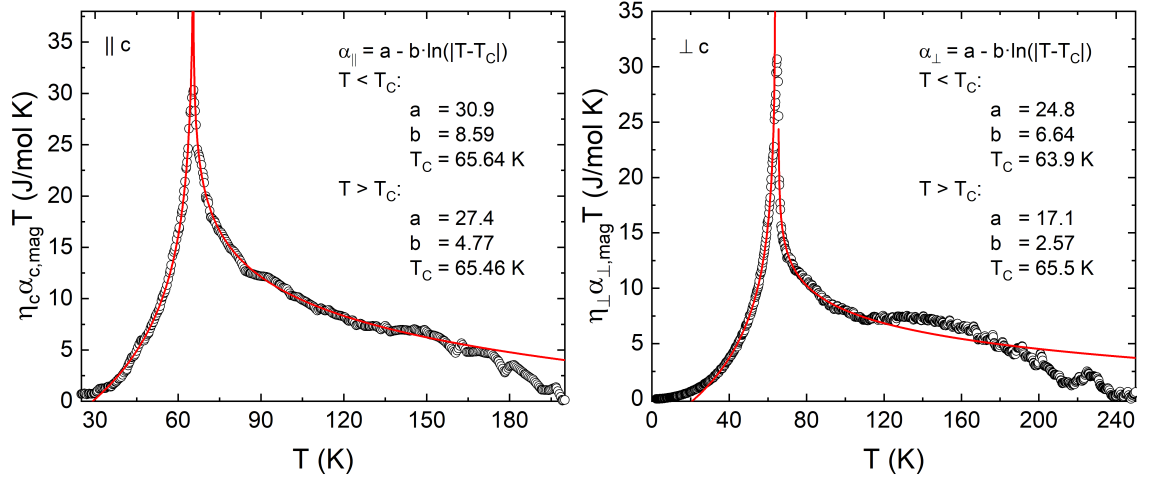 || c
α|| = a - b·ln(|T-TC|)
T < TC:
a = 30.9
b = 8.59
TC = 65.64 K
T > TC:
a = 27.4
b = 4.77
TC = 65.46 K
ηcαc,magT (J/mol K)
35
30
25
20
15
10
5
0
30 60 90 120 150 180
T (K)
⊥ c
α⊥ = a - b·ln(|T-TC|)
T < TC:
a = 24.8
b = 6.64
TC = 63.9 K
T > TC:
a = 17.1
b = 2.57
TC = 65.5 K
η⊥α⊥,magT (J/mol K)
35
30
25
20
15
10
5
0
0 40 80 120 160 200 240
T (K)